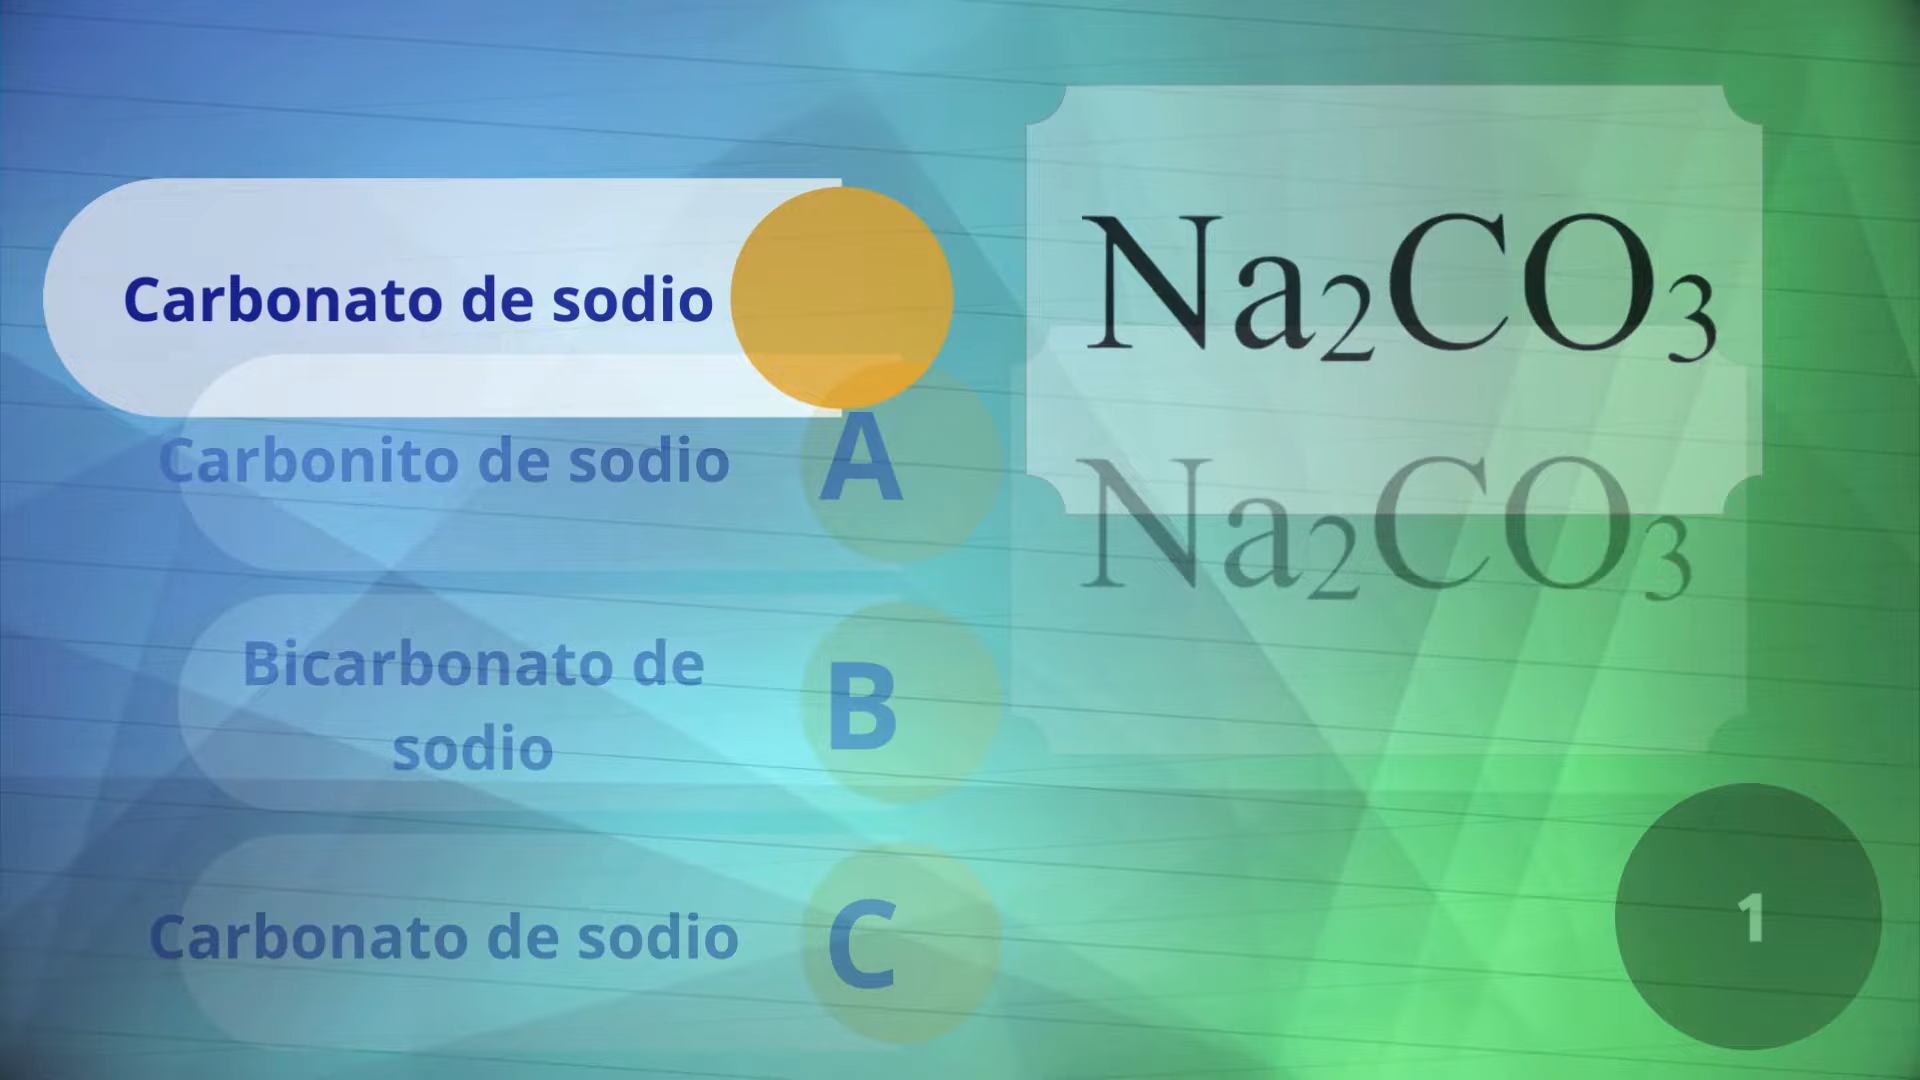 Carbonato de sodio
Na₂CO₃
Carbonito de sodio
A
Na₂CO₃
Bicarbonato de
sodio
B
Carbonato de sodio
C
1